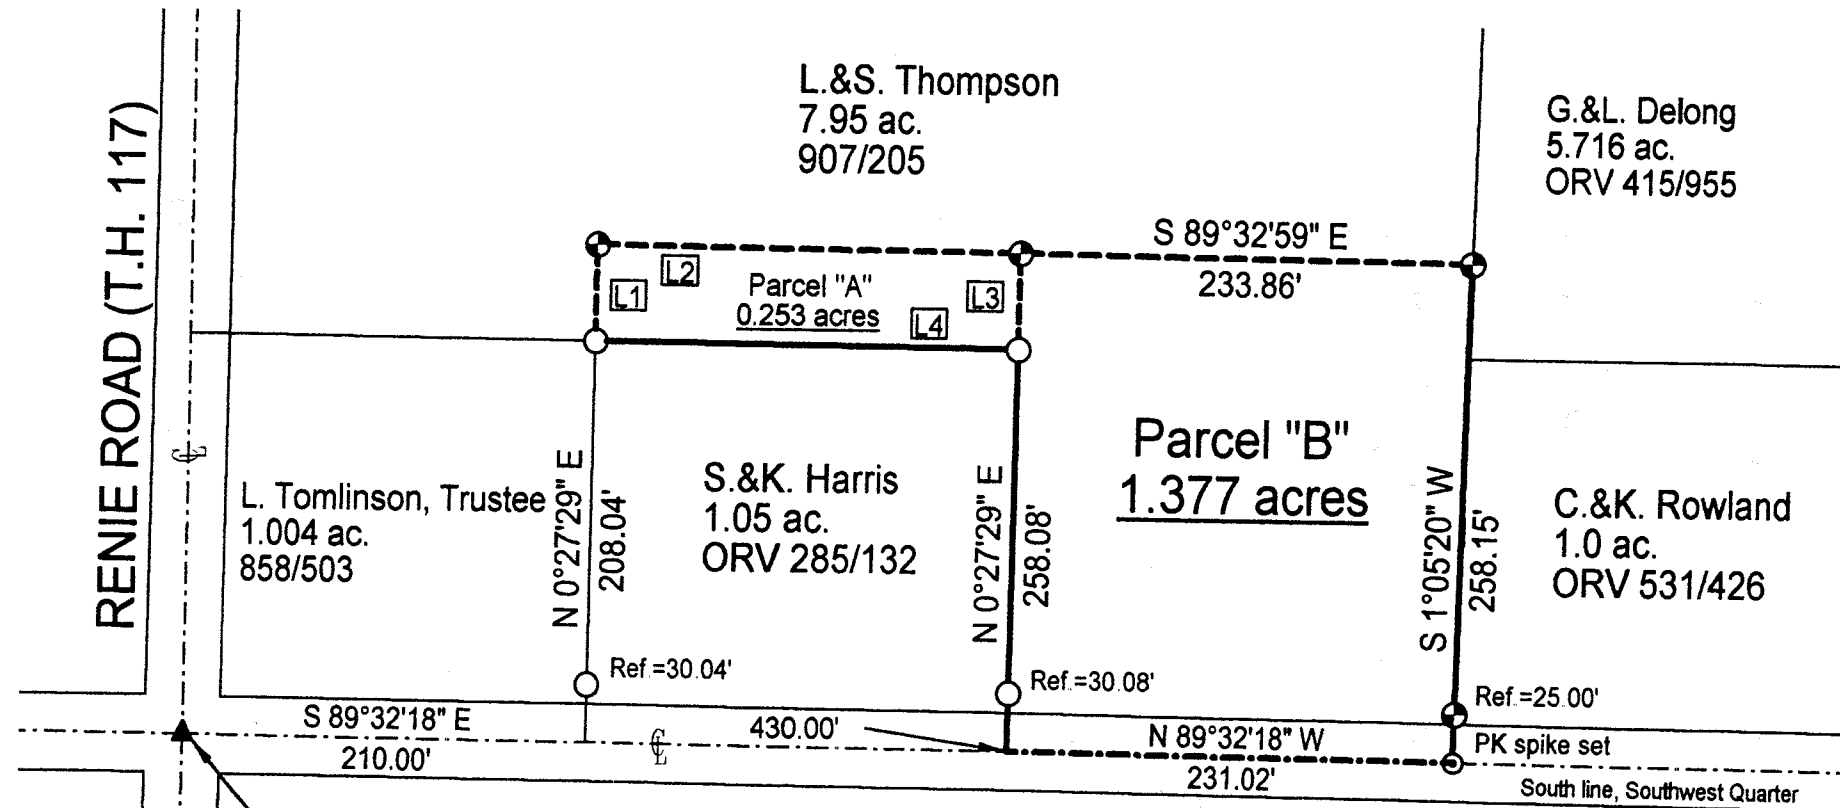 L.&S. Thompson
7.95 ac.
907/205
G.&L. Delong
5.716 ac.
ORV 415/955
RENIE ROAD (T.H. 117)
S 89°32'59" E
233.86'
L1
L2
Parcel "A"
0.253 acres
L3
L4
L. Tomlinson, Trustee
1.004 ac.
858/503
N 0°27'29" E
208.04'
S.&K. Harris
1.05 ac.
ORV 285/132
N 0°27'29" E
258.08'
Parcel "B"
1.377 acres
S 1°05'20" W
258.15'
C.&K. Rowland
1.0 ac.
ORV 531/426
Ref.=30.04'
Ref.=30.08'
Ref.=25.00'
S 89°32'18" E
210.00'
430.00'
N 89°32'18" W
231.02'
PK spike set
South line, Southwest Quarter